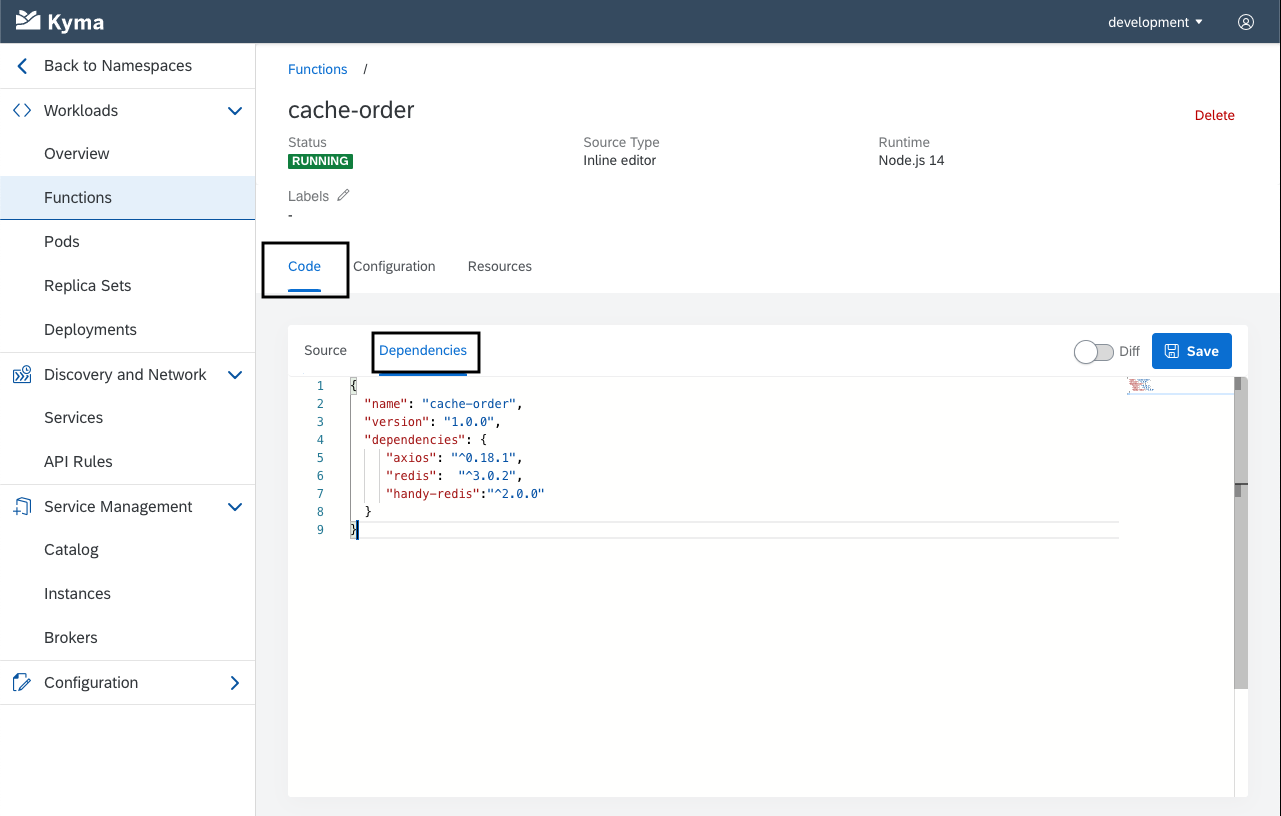 Kyma
development
Back to Namespaces
Workloads
Overview
Functions
Pods
Replica Sets
Deployments
Discovery and Network
Services
API Rules
Service Management
Catalog
Instances
Brokers
Configuration
Functions /
cache-order
Delete
Status
RUNNING
Source Type
Inline editor
Runtime
Node.js 14
Labels
-
Code Configuration Resources
Source Dependencies Diff Save
1 {
2 "name": "cache-order",
3 "version": "1.0.0",
4 "dependencies": {
5 "axios": "^0.18.1",
6 "redis": "^3.0.2",
7 "handy-redis":"^2.0.0"
8 }
9 }